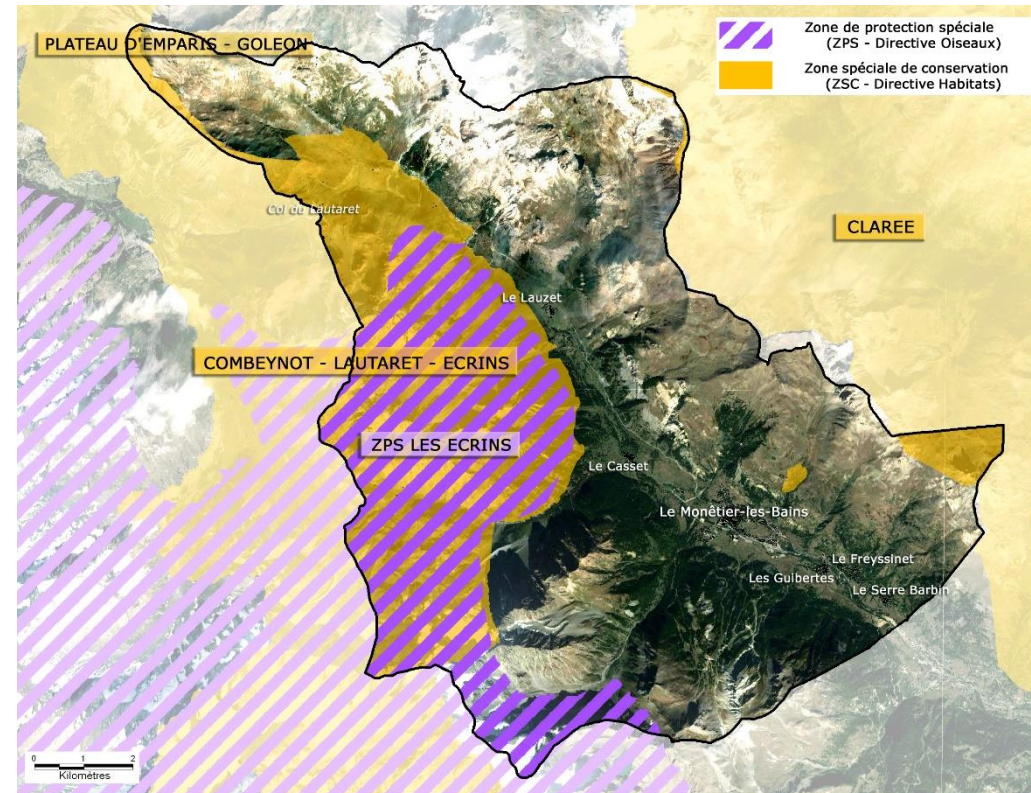 PLATEAU D'EMPARIS - GOLEON
Zone de protection spéciale
(ZPS - Directive Oiseaux)
Zone spéciale de conservation
(ZSC - Directive Habitats)
Col du Lautaret
CLAREE
Le Lauzet
COMBEYNOT - LAUTARET - ECRINS
ZPS LES ECRINS
Le Casset
Le Monêtier-les-Bains
Le Freyssinet
Les Guibertes
Le Serre Barbin
0 1 2
Kilomètres